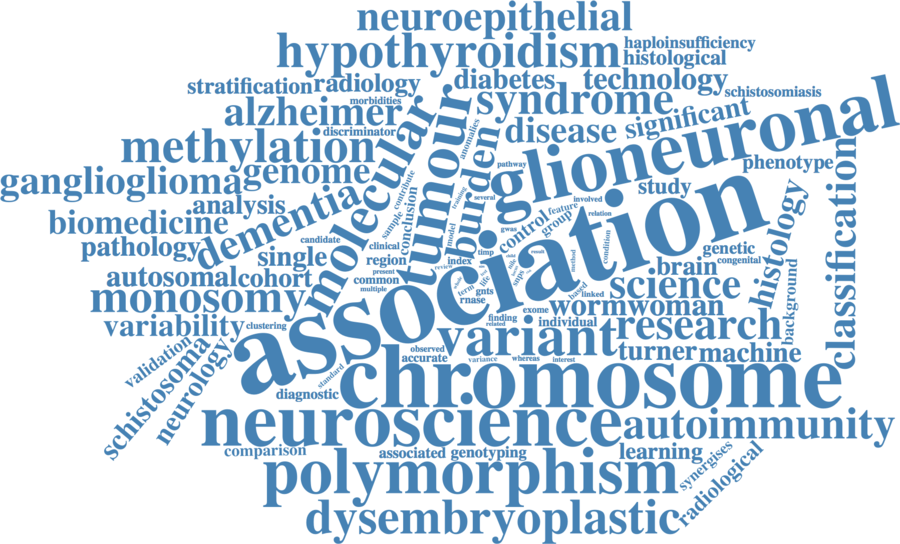 neuroepithelial
hypothyroidism
haploinsufficiency
histological
stratification
radiology
diabetes
technology
schistosomiasis
morbidities
alzheimer
syndrome
significant
discriminator
disease
methylation
molecular
tumour
anomalies
burden
glioneuronal
phenotype
pathway
ganglioglioma
genome
contribute
sample
conclusion
training
model
several
study
involved
relation
feature
group
analysis
dementia
biomedicine
control
gwas
candidate
clinical
pathology
single
region
index
timp
child
result
method
condition
genetic
congenital
histology
classification
background
autosomal
cohort
common
present
multiple
review
term
life
snps
based
brain
science
linked
monosomy
association
rnase
gnts
exome
wormwoman
variability
clustering
finding
related
individual
variant
research
validation
observed
accurate
variance
whereas
interest
turner
machine
schistosoma
neurology
standard
diagnostic
chromosome
neuroscience
autoimmunity
comparison
associated
genotyping
learning
synergises
radiological
polymorphism
dysembryoplastic